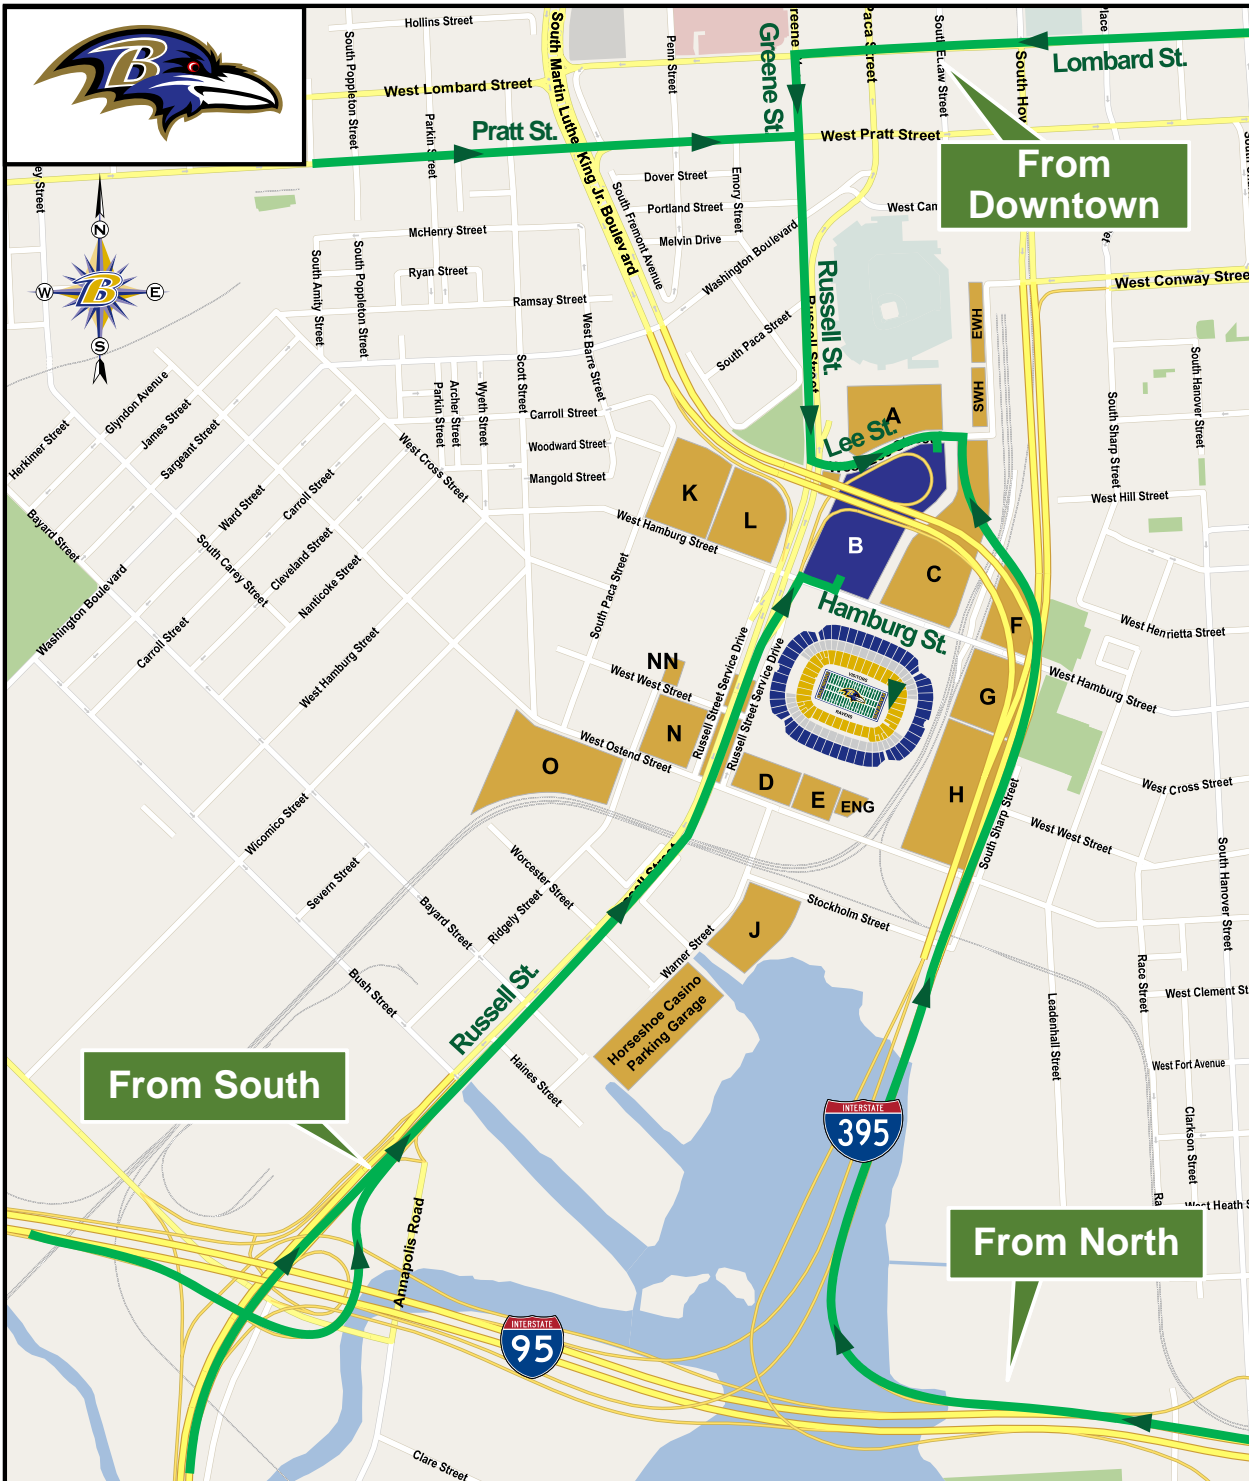 B
Hollins Street
South Poppleton Street
South Martin Luther King Jr. Boulevard
Penn Street
Greene St.
Paca Street
South Eutaw Street
Lombard St.
West Lombard Street
Parkin Street
Pratt St.
West Pratt Street
From
Downtown
Dover Street
Emory Street
Portland Street
Melvin Drive
South Fremont Avenue
Washington Boulevard
West Conway Street
N
W
B
E
S
McHenry Street
Ryan Street
South Amity Street
South Poppleton Street
Ramsay Street
West Barre Street
Scott Street
South Paca Street
Russell St.
Russell Street
EWH
SWH
A
Lee St.
Herkimer Street
Glyndon Avenue
James Street
Sargeant Street
Parkin Street
Archer Street
Wyeth Street
Carroll Street
Woodward Street
Mangold Street
West Cross Street
South Sharp Street
South Hanover Street
West Hill Street
Bayard Street
Ward Street
Carroll Street
South Carey Street
Cleveland Street
Nanticoke Street
Washington Boulevard
Carroll Street
West Hamburg Street
K
L
B
C
F
G
H
West Hamburg Street
South Paca Street
Hamburg St.
West Henrietta Street
West Hamburg Street
VISITORS
RAVENS
NN
West West Street
N
Russell Street Service Drive
Russell Street Service Drive
West Ostend Street
O
D
E
ENG
South Sharp Street
West Cross Street
West West Street
South Hanover Street
Wicomico Street
Severn Street
Worcester Street
Bayard Street
Ridgely Street
J
Warner Street
Stockholm Street
Horseshoe Casino
Parking Garage
Bush Street
Russell St.
Haines Street
Leadenhall Street
Race Street
West Clement St
West Fort Avenue
Clarkson Street
From South
INTERSTATE
395
From North
Annapolis Road
INTERSTATE
95
Clare Street